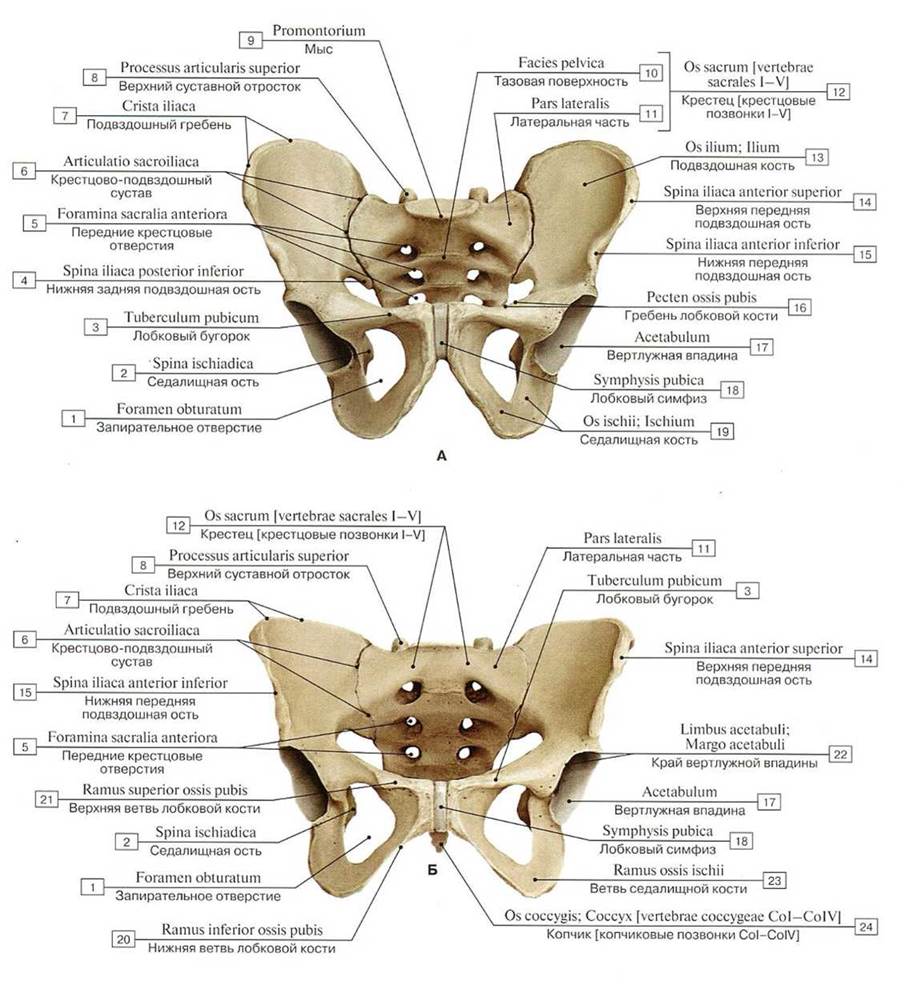 9
Promontorium
Мыс
8
Processus articularis superior
Верхний суставной отросток
7
Crista iliaca
Подвздошный гребень
6
Articulatio sacroiliaca
Крестцово-подвздошный
сустав
5
Foramina sacralia anteriora
Передние крестцовые
отверстия
4
Spina iliaca posterior inferior
Нижняя задняя подвздошная ость
3
Tuberculum pubicum
Лобковый бугорок
2
Spina ischiadica
Седалищная ость
1
Foramen obturatum
Запирательное отверстие
Facies pelvica
Тазовая поверхность
10
Pars lateralis
Латеральная часть
11
Os sacrum [vertebrae
sacrales I–V]
Крестец [крестцовые
позвонки I–V]
12
Os ilium; Ilium
Подвздошная кость
13
Spina iliaca anterior superior
Верхняя передняя
подвздошная ость
14
Spina iliaca anterior inferior
Нижняя передняя
подвздошная ость
15
Pecten ossis pubis
Гребень лобковой кости
16
Acetabulum
Вертлужная впадина
17
Symphysis pubica
Лобковый симфиз
18
Os ischii; Ischium
Седалищная кость
19
А
12
Os sacrum [vertebrae sacrales I–V]
Крестец [крестцовые позвонки I–V]
8
Processus articularis superior
Верхний суставной отросток
7
Crista iliaca
Подвздошный гребень
6
Articulatio sacroiliaca
Крестцово-подвздошный
сустав
15
Spina iliaca anterior inferior
Нижняя передняя
подвздошная ость
5
Foramina sacralia anteriora
Передние крестцовые
отверстия
21
Ramus superior ossis pubis
Верхняя ветвь лобковой кости
2
Spina ischiadica
Седалищная ость
1
Foramen obturatum
Запирательное отверстие
20
Ramus inferior ossis pubis
Нижняя ветвь лобковой кости
Pars lateralis
Латеральная часть
11
Tuberculum pubicum
Лобковый бугорок
3
Spina iliaca anterior superior
Верхняя передняя
подвздошная ость
14
Limbus acetabuli;
Margo acetabuli
Край вертлужной впадины
22
Acetabulum
Вертлужная впадина
17
Symphysis pubica
Лобковый симфиз
18
Ramus ossis ischii
Ветвь седалищной кости
23
Os coccygis; Coccyx [vertebrae coccygeae CoI–CoIV]
Копчик [копчиковые позвонки CoI–CoIV]
24
Б